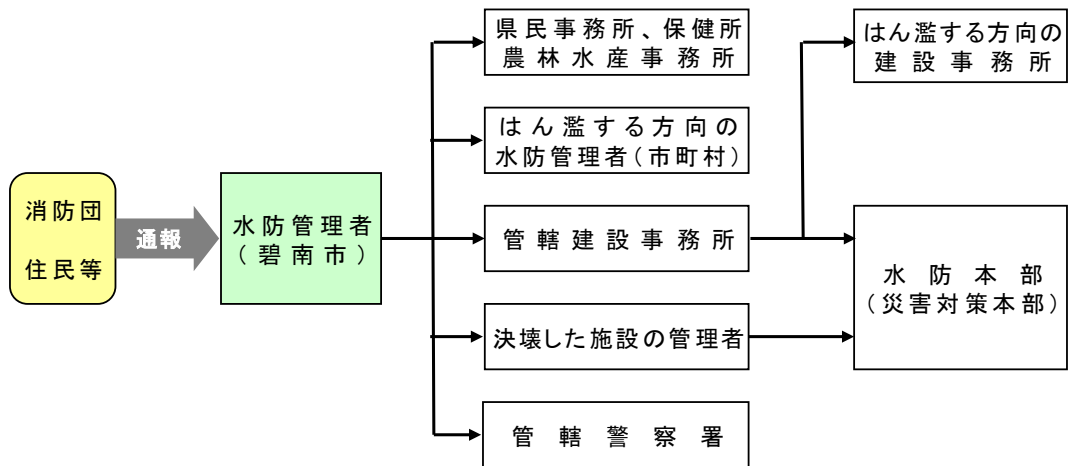 消防団
住民等
通報
水防管理者
(碧南市)
県民事務所、保健所
農林水産事務所
はん濫する方向の
水防管理者(市町村)
管轄建設事務所
決壊した施設の管理者
管轄警察署
はん濫する方向の
建設事務所
水防本部
(災害対策本部)